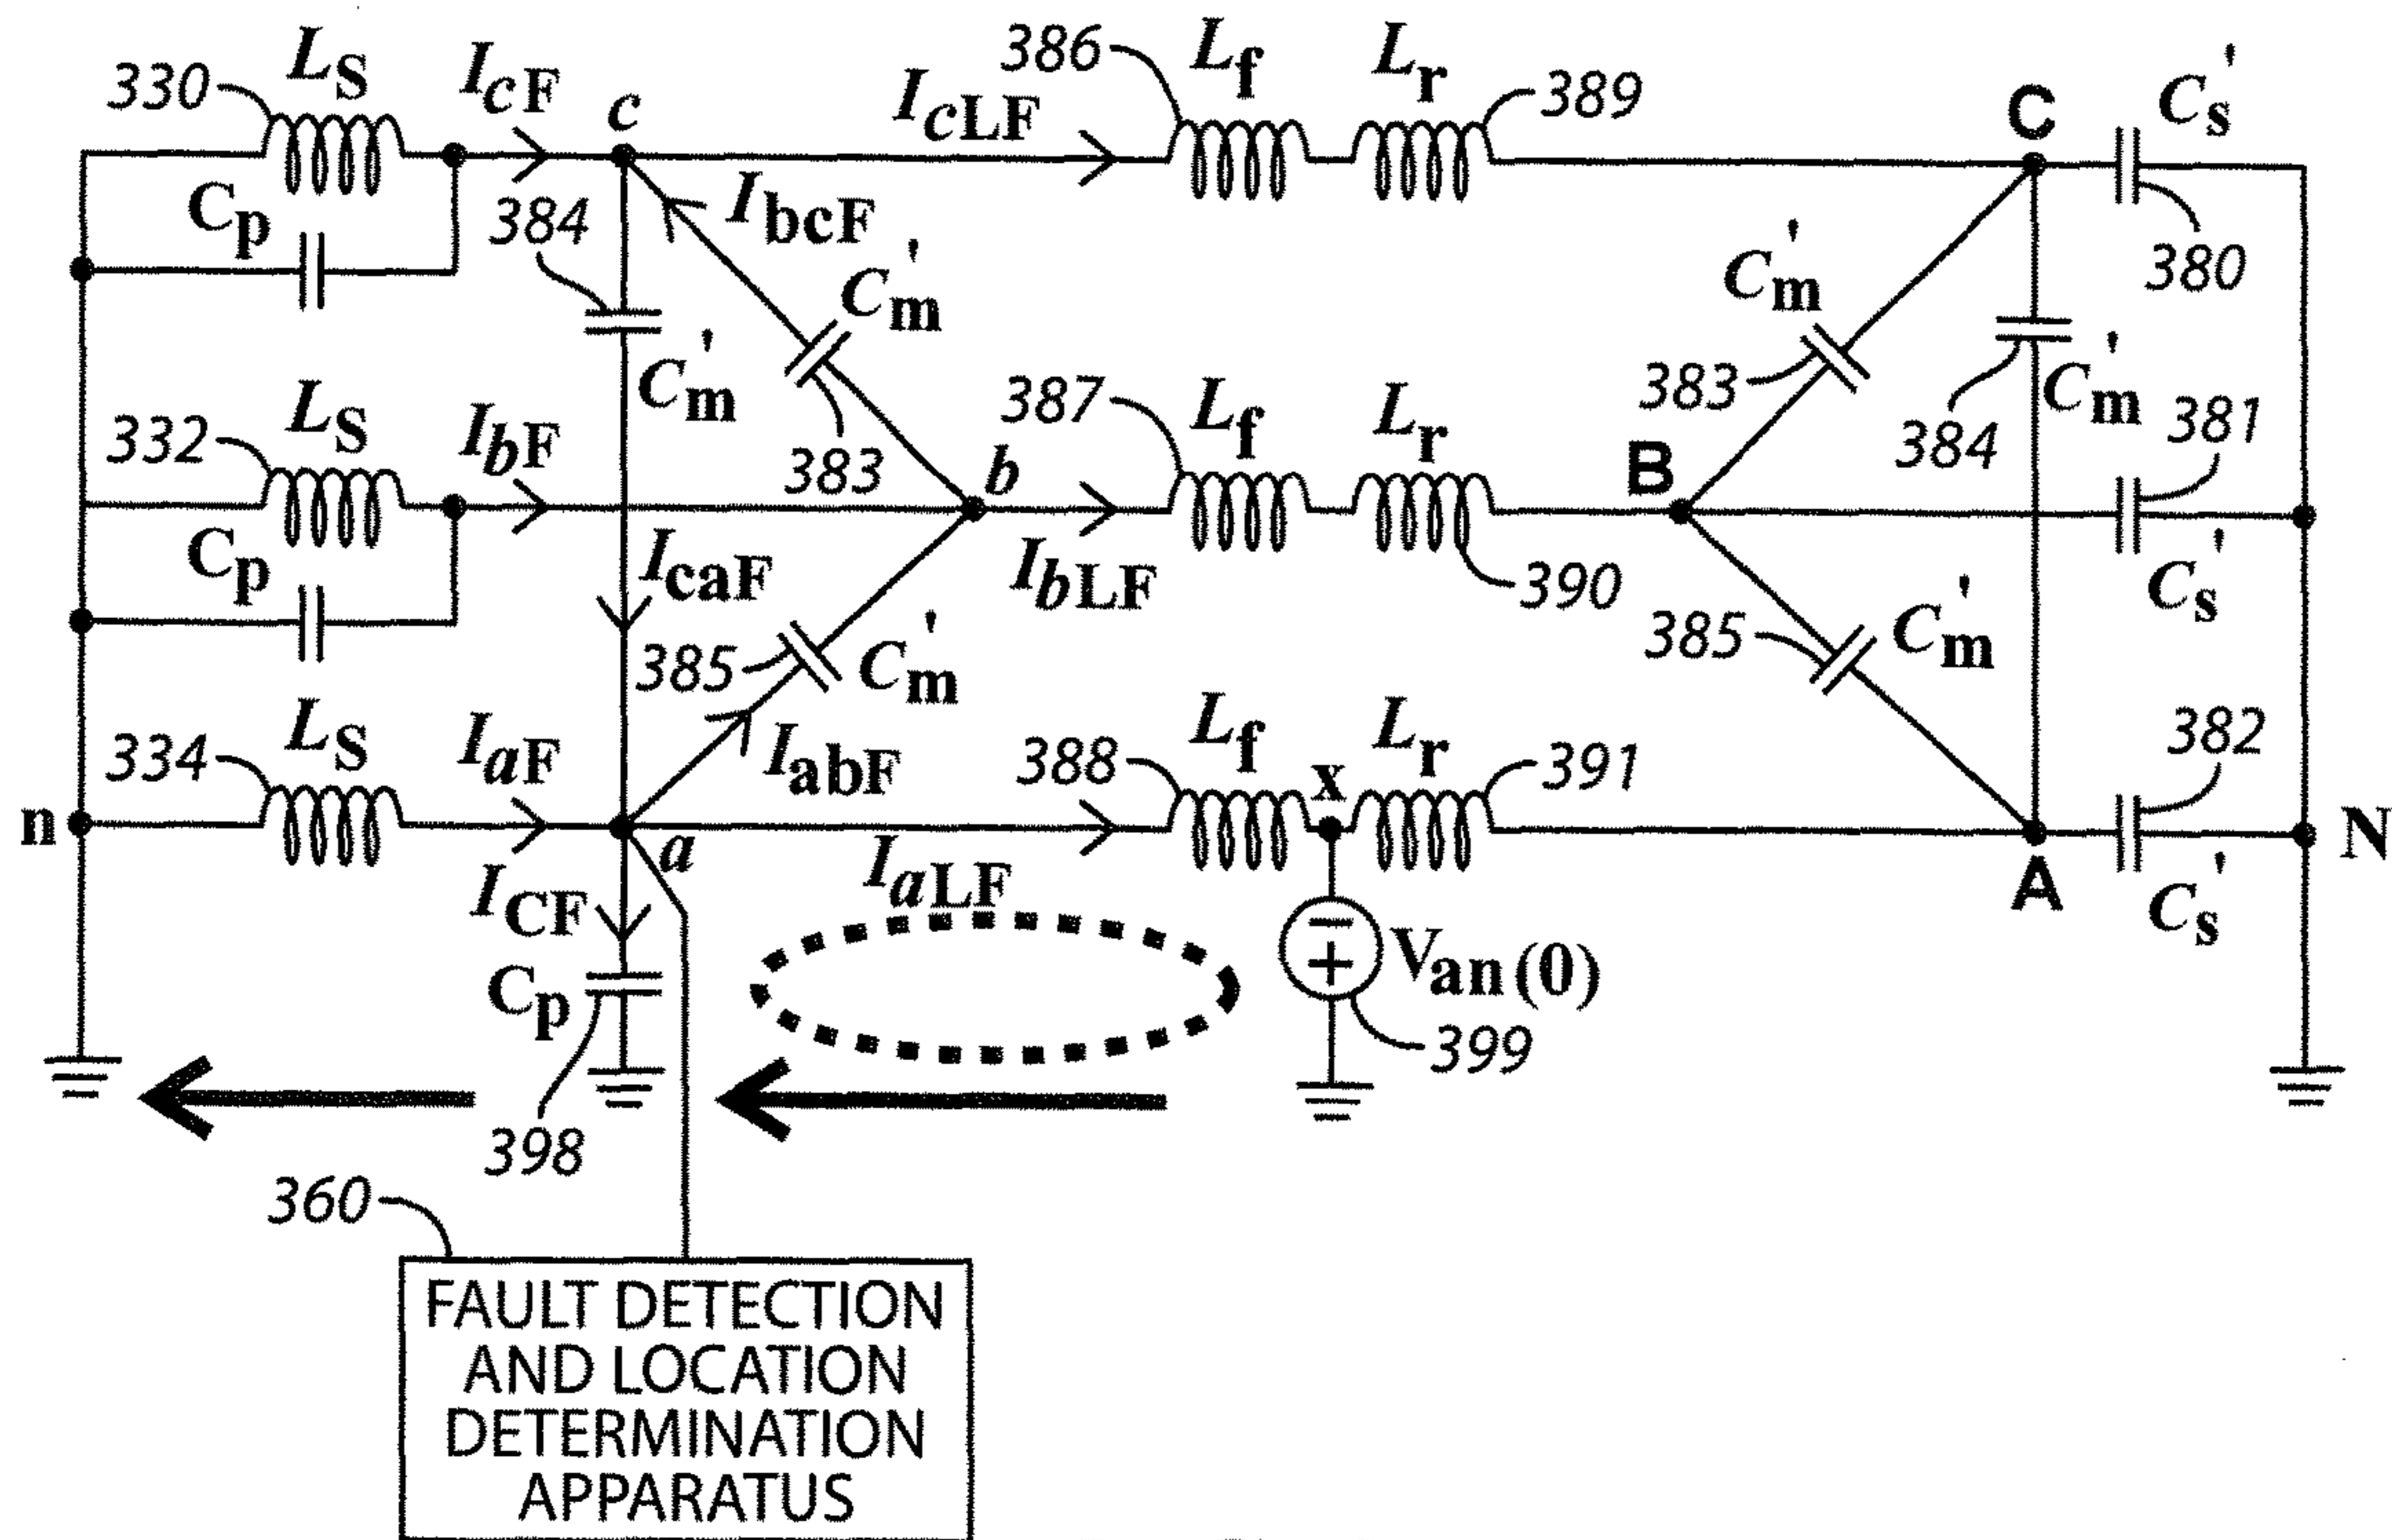 330
L_S
I_cF
c
386
L_f
L_r
389
C
C_s'
I_cLF
C_p
384
I_bcF
C_m'
C_m'
380
C_m'
383
C_m'
383
384
332
L_S
I_bF
b
387
L_f
L_r
B
381
C_p
I_caF
I_bLF
390
C_s'
385
C_m'
385
C_m'
334
L_S
I_aF
I_abF
388
L_f
x
L_r
391
382
n
a
A
N
I_CF
I_aLF
C_s'
C_p
V_an(0)
399
398
360
FAULT DETECTION
AND LOCATION
DETERMINATION
APPARATUS